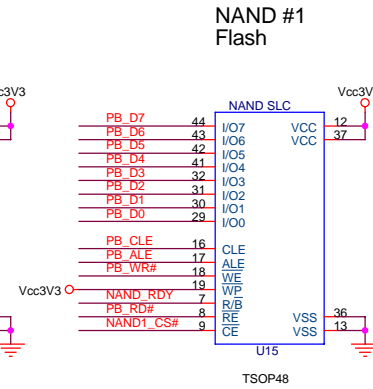 NAND #1
Flash
c3V3
Vcc3V
NAND SLC
PB_D7 44 I/O7 VCC 12
PB_D6 43 I/O6 VCC 37
PB_D5 42 I/O5
PB_D4 41 I/O4
PB_D3 32 I/O3
PB_D2 31 I/O2
PB_D1 30 I/O1
PB_D0 29 I/O0
PB_CLE 16 CLE
PB_ALE 17 ALE
PB_WR# 18 WE
Vcc3V3 19 WP
NAND_RDY 7 R/B
PB_RD# 8 RE VSS 36
NAND1_CS# 9 CE VSS 13
U15
TSOP48